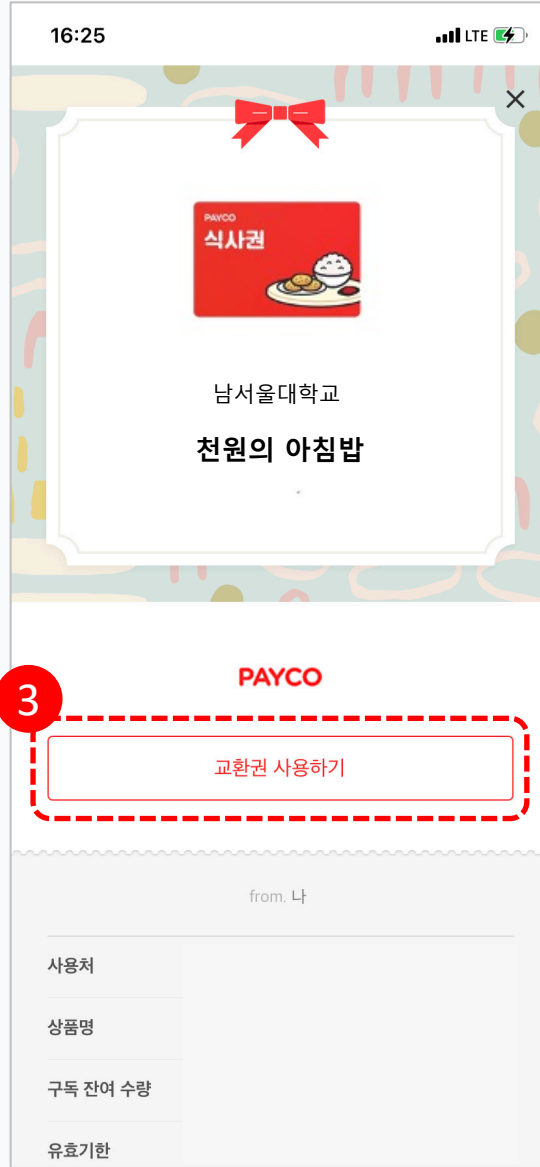 16:25
LTE
PAYCO
식사권
남서울대학교
천원의 아침밥
PAYCO
3
교환권 사용하기
from. 나
사용처
상품명
구독 잔여 수량
유효기한